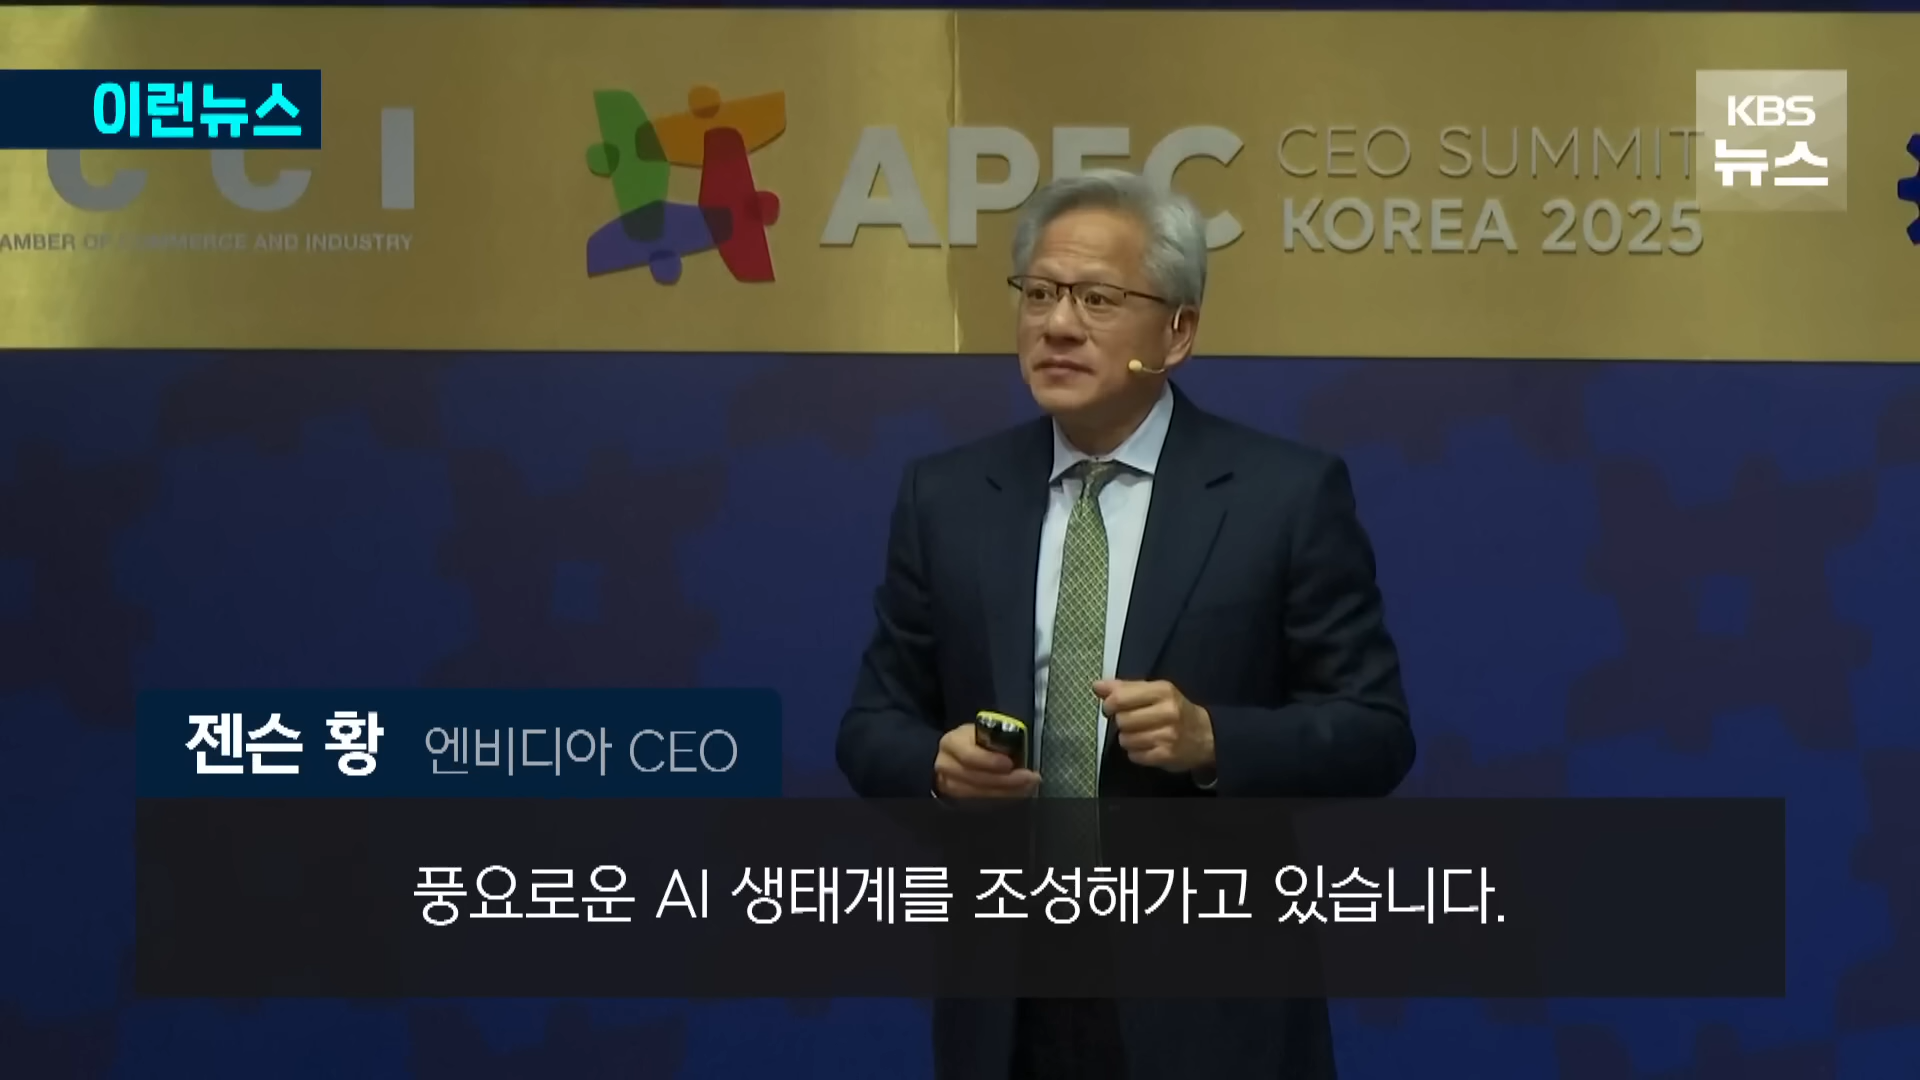 이런뉴스
KBS
뉴스
CCI
AMBER OF COMMERCE AND INDUSTRY
APEC
CEO SUMMIT
KOREA 2025
젠슨 황 엔비디아 CEO
풍요로운 AI 생태계를 조성해가고 있습니다.